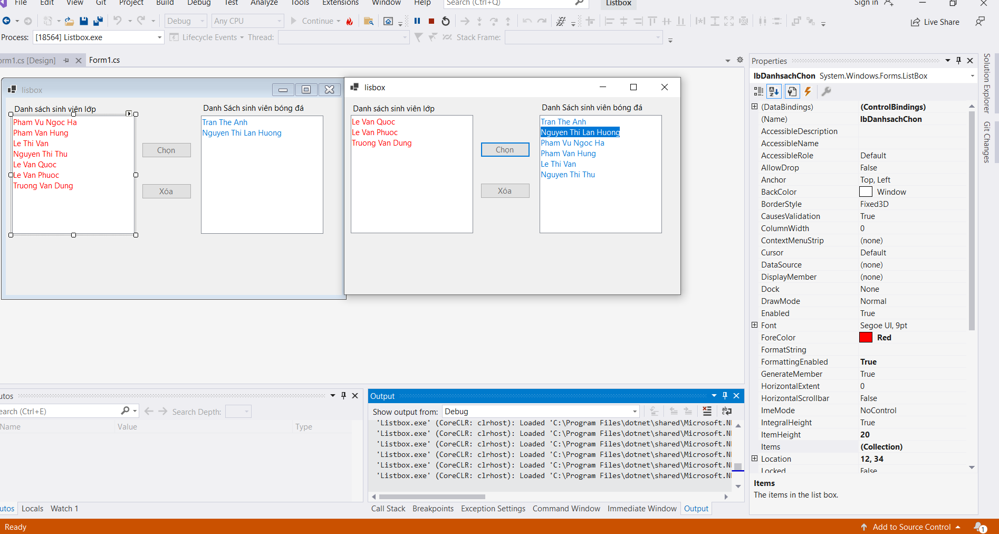 File Edit View Git Project Build Debug Test Analyze Tools Extensions Window Help Search (Ctrl+Q) Listbox Sign in
Debug Any CPU Continue Live Share
Process: [18564] Listbox.exe Lifecycle Events Thread: Stack Frame:
orm1.cs [Design] Form1.cs
lisbox
Danh sách sinh viên lớp
Pham Vu Ngoc Ha
Pham Van Hung
Le Thi Van
Nguyen Thi Thu
Le Van Quoc
Le Van Phuoc
Truong Van Dung
Chọn
Xóa
Danh Sách sinh viên bóng đá
Tran The Anh
Nguyen Thi Lan Huong
lisbox
Danh sách sinh viên lớp
Le Van Quoc
Le Van Phuoc
Truong Van Dung
Chọn
Xóa
Danh Sách sinh viên bóng đá
Tran The Anh
Nguyen Thi Lan Huong
Pham Vu Ngoc Ha
Pham Van Hung
Le Thi Van
Nguyen Thi Thu
Properties
lbDanhsachChon System.Windows.Forms.ListBox
(DataBindings) (ControlBindings)
(Name) lbDanhsachChon
AccessibleDescription
AccessibleName
AccessibleRole Default
AllowDrop False
Anchor Top, Left
BackColor Window
BorderStyle Fixed3D
CausesValidation True
ColumnWidth 0
ContextMenuStrip (none)
Cursor Default
DataSource (none)
DisplayMember (none)
Dock None
DrawMode Normal
Enabled True
Font Segoe UI, 9pt
ForeColor Red
FormatString
FormattingEnabled True
GenerateMember True
HorizontalExtent 0
HorizontalScrollbar False
ImeMode NoControl
IntegralHeight True
ItemHeight 20
Items (Collection)
Location 12, 34
Locked False
Items
The items in the list box.
Solution Explorer
Git Changes
utos
earch (Ctrl+E) Search Depth:
Name Value Type
utos Locals Watch 1
Output
Show output from: Debug
'Listbox.exe' (CoreCLR: clrhost): Loaded 'C:\Program Files\dotnet\shared\Microsoft.N
'Listbox.exe' (CoreCLR: clrhost): Loaded 'C:\Program Files\dotnet\shared\Microsoft.N
'Listbox.exe' (CoreCLR: clrhost): Loaded 'C:\Program Files\dotnet\shared\Microsoft.N
'Listbox.exe' (CoreCLR: clrhost): Loaded 'C:\Program Files\dotnet\shared\Microsoft.N
'Listbox.exe' (CoreCLR: clrhost): Loaded 'C:\Program Files\dotnet\shared\Microsoft.N
'Listbox.exe' (CoreCLR: clrhost): Loaded 'C:\Program Files\dotnet\shared\Microsoft.N
Call Stack Breakpoints Exception Settings Command Window Immediate Window Output
Ready Add to Source Control 1